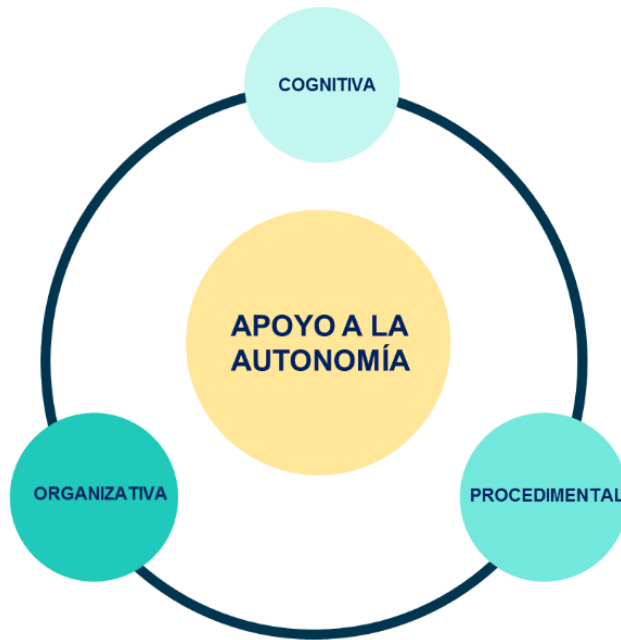 COGNITIVA
APOYO A LA
AUTONOMÍA
ORGANIZATIVA
PROCEDIMENTAL